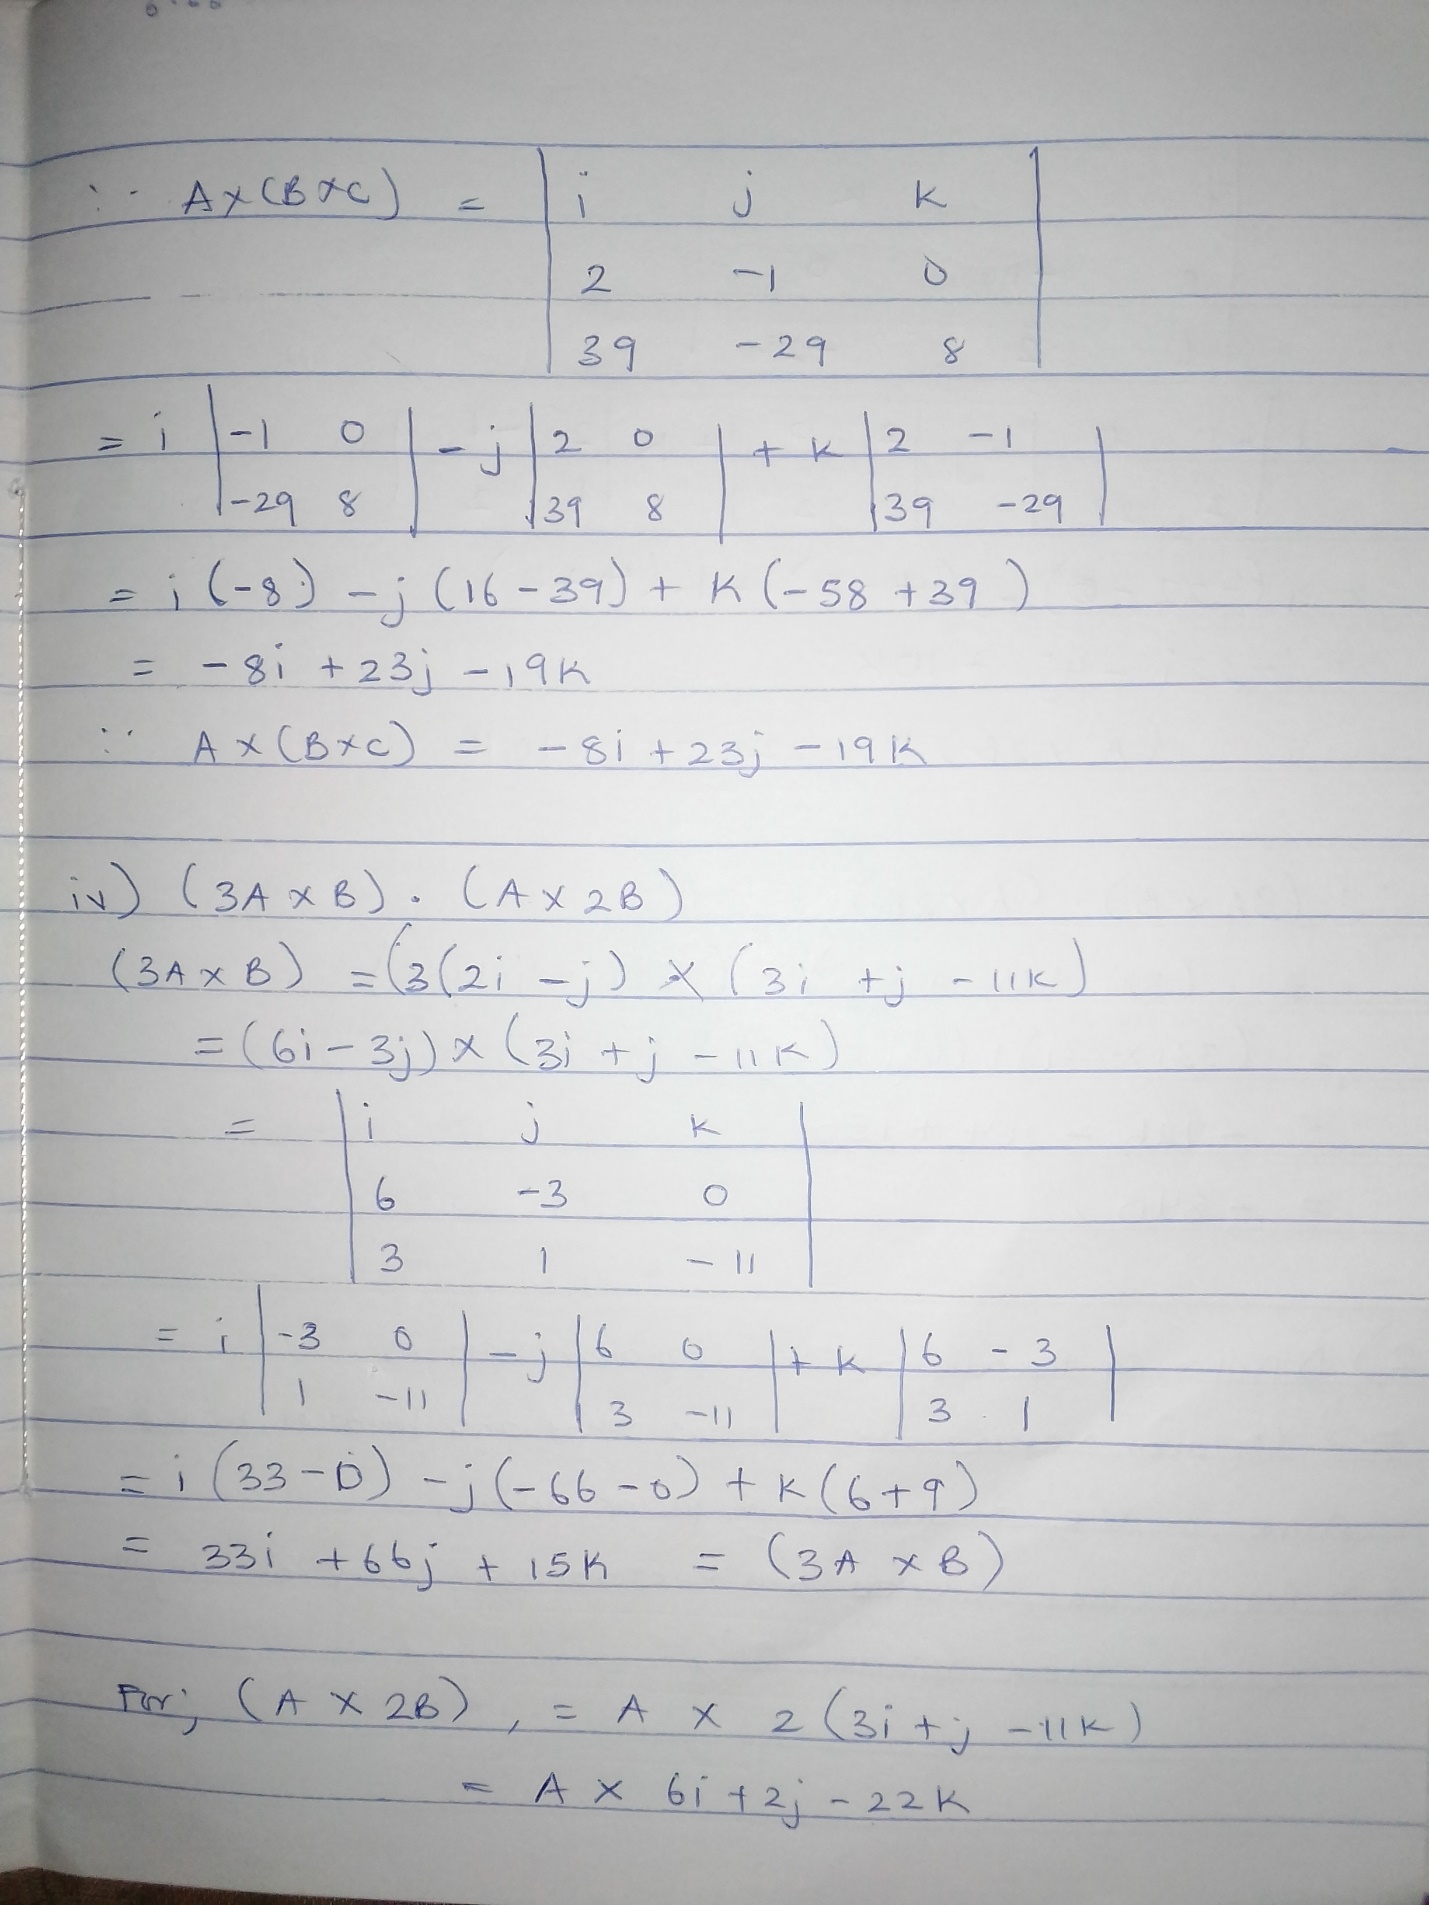 ∴ A×(B×C) = | i j k |
2 -1 0
39 -29 8
= i |-1 0| - j |2 0| + k |2 -1|
|-29 8| |39 8| |39 -29|
= i(-8) - j(16-39) + k(-58+39)
= -8i + 23j - 19k
∴ A×(B×C) = -8i + 23j - 19k
iv) (3A×B). (A×2B)
(3A×B) = (3(2i - j) × (3i + j - 11k)
= (6i - 3j) × (3i + j - 11k)
= | i j k |
6 -3 0
3 1 -11
= i |-3 0| - j |6 0| + k |6 -3|
|1 -11| |3 -11| |3 1|
= i(33-0) - j(-66-0) + k(6+9)
= 33i + 66j + 15k = (3A×B)
For; (A×2B), = A × 2(3i + j - 11k)
= A × 6i + 2j - 22k